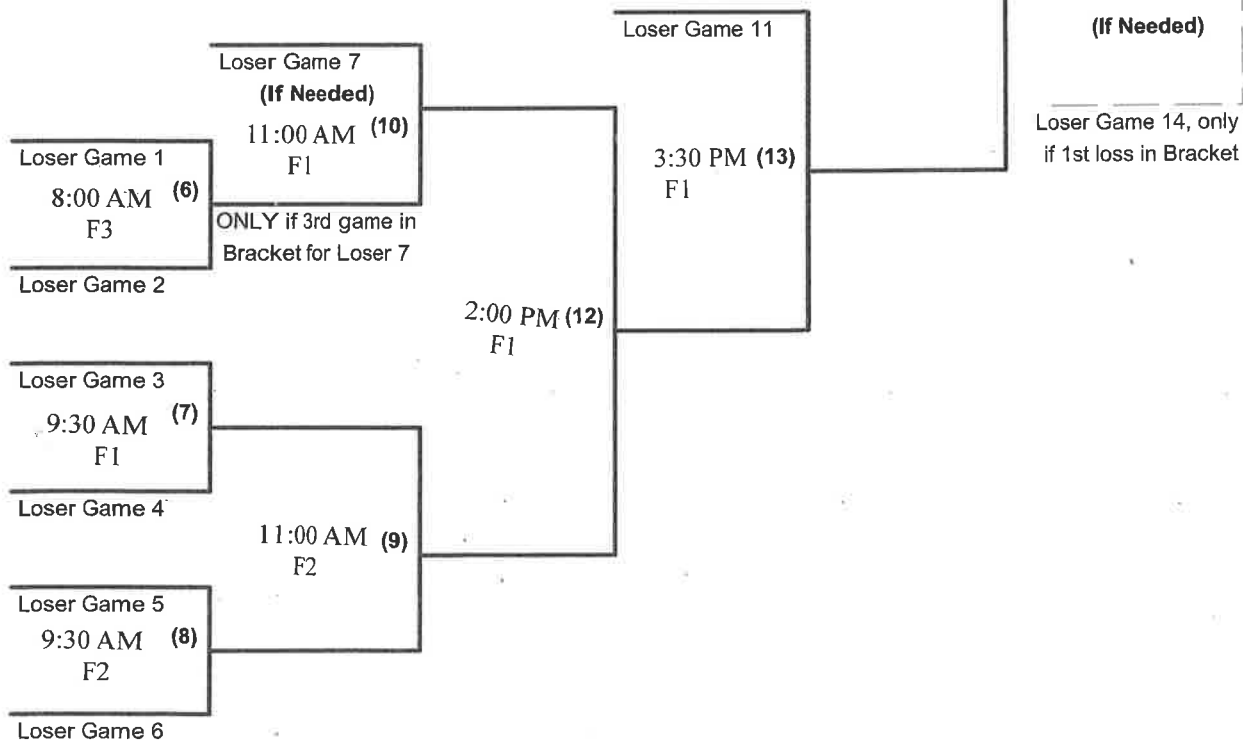 Loser Game 11
(If Needed)
Loser Game 7
(If Needed)
11:00 AM (10)
F1
Loser Game 14, only
if 1st loss in Bracket
Loser Game 1
8:00 AM (6)
F3
3:30 PM (13)
F1
ONLY if 3rd game in
Bracket for Loser 7
Loser Game 2
2:00 PM (12)
F1
Loser Game 3
9:30 AM (7)
F1
Loser Game 4
11:00 AM (9)
F2
Loser Game 5
9:30 AM (8)
F2
Loser Game 6